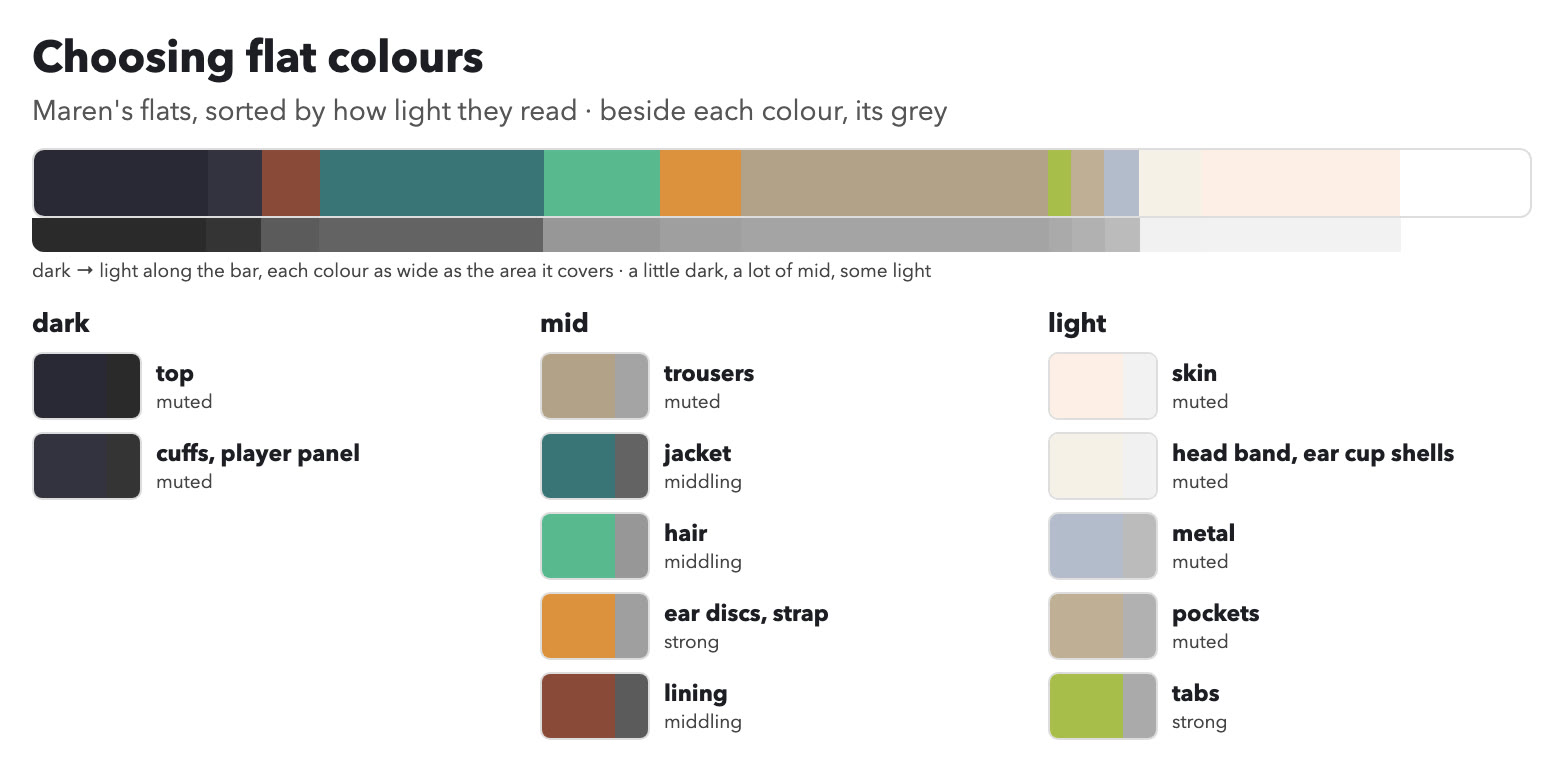 Choosing flat colours
Maren's flats, sorted by how light they read · beside each colour, its grey
dark → light along the bar, each colour as wide as the area it covers · a little dark, a lot of mid, some light
dark
top
muted
cuffs, player panel
muted
mid
trousers
muted
jacket
middling
hair
middling
ear discs, strap
strong
lining
middling
light
skin
muted
head band, ear cup shells
muted
metal
muted
pockets
muted
tabs
strong